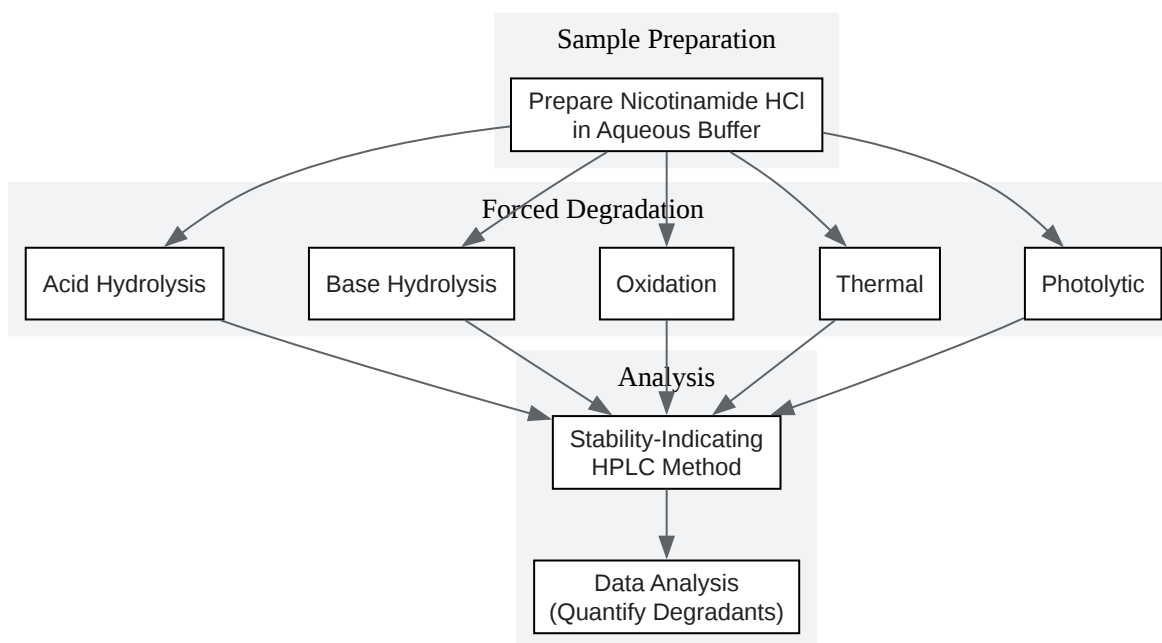 Sample Preparation
Prepare Nicotinamide HCl
in Aqueous Buffer
Forced Degradation
Acid Hydrolysis
Base Hydrolysis
Oxidation
Thermal
Photolytic
Analysis
Stability-Indicating
HPLC Method
Data Analysis
(Quantify Degradants)